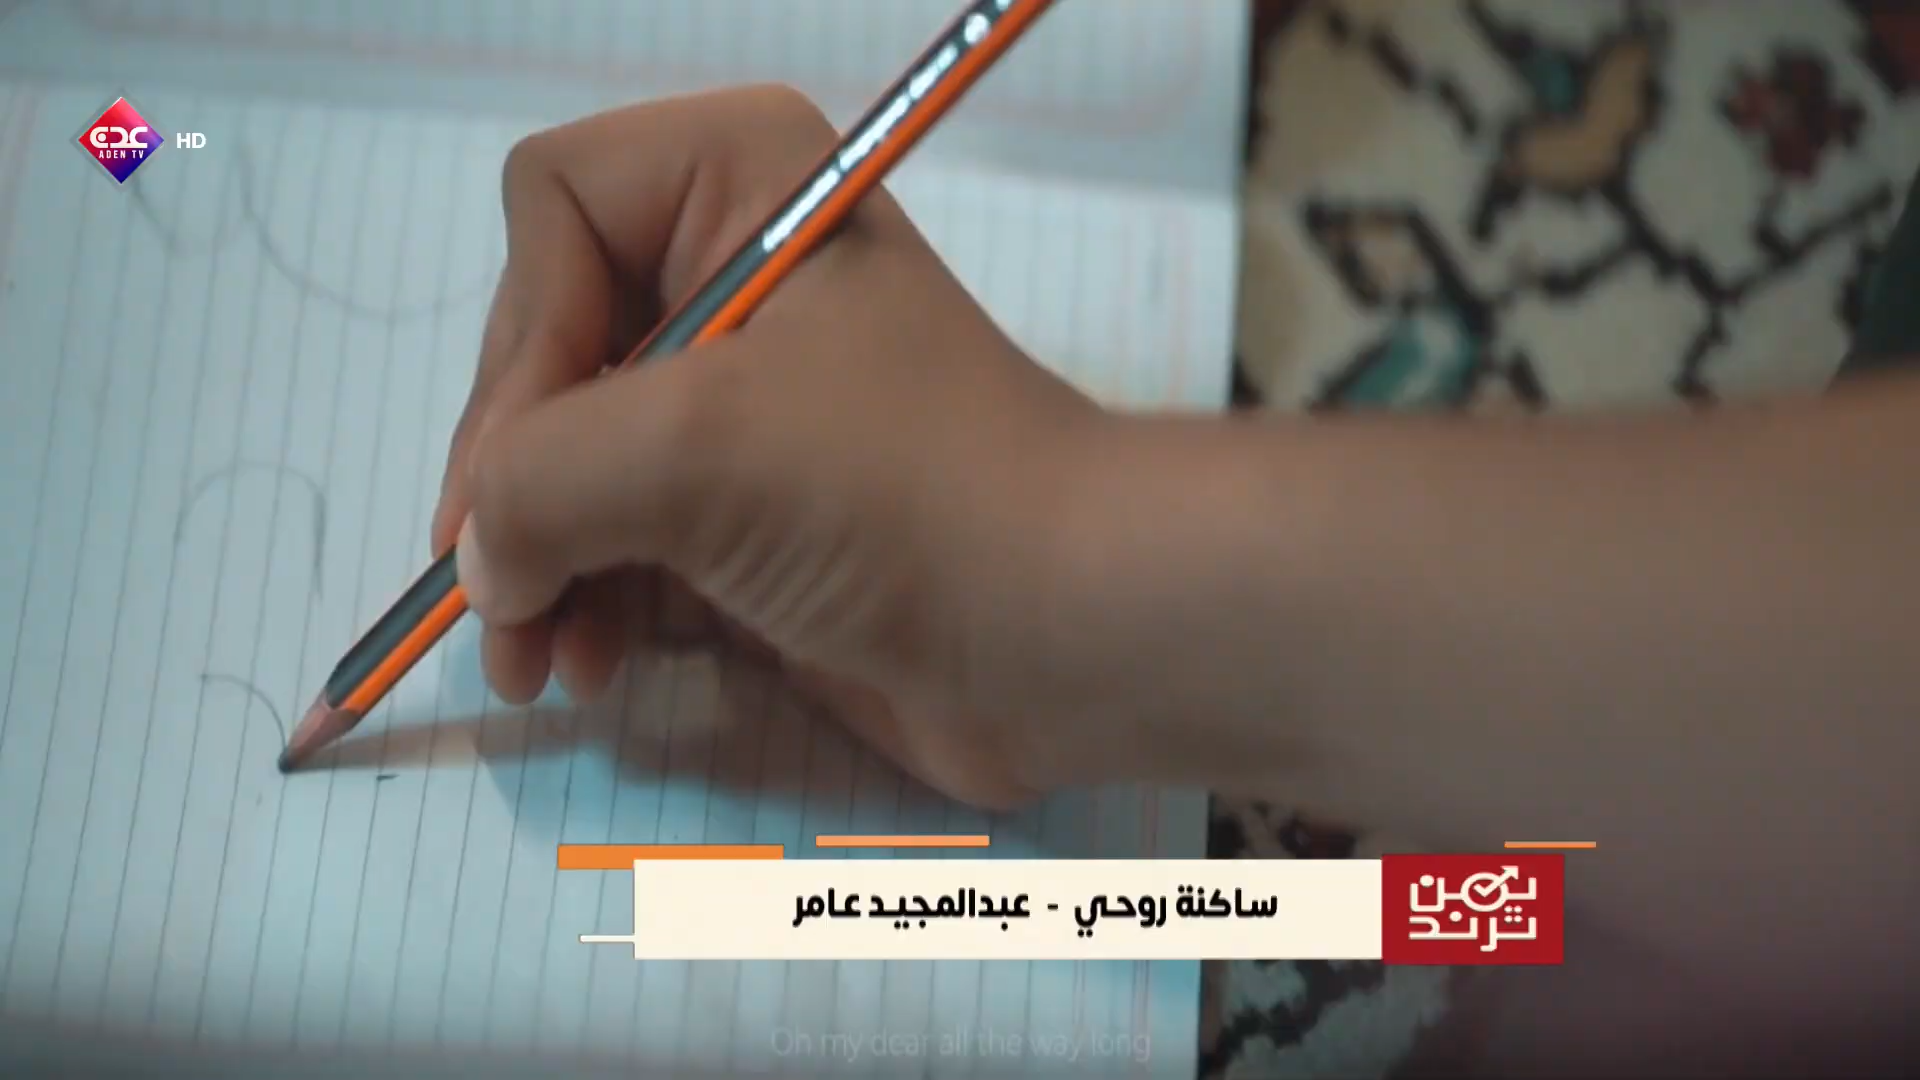 عدن
ADEN TV
HD
ساكنة روحي - عبدالمجيد عامر
يمن
ترند
Oh my dear all the way long